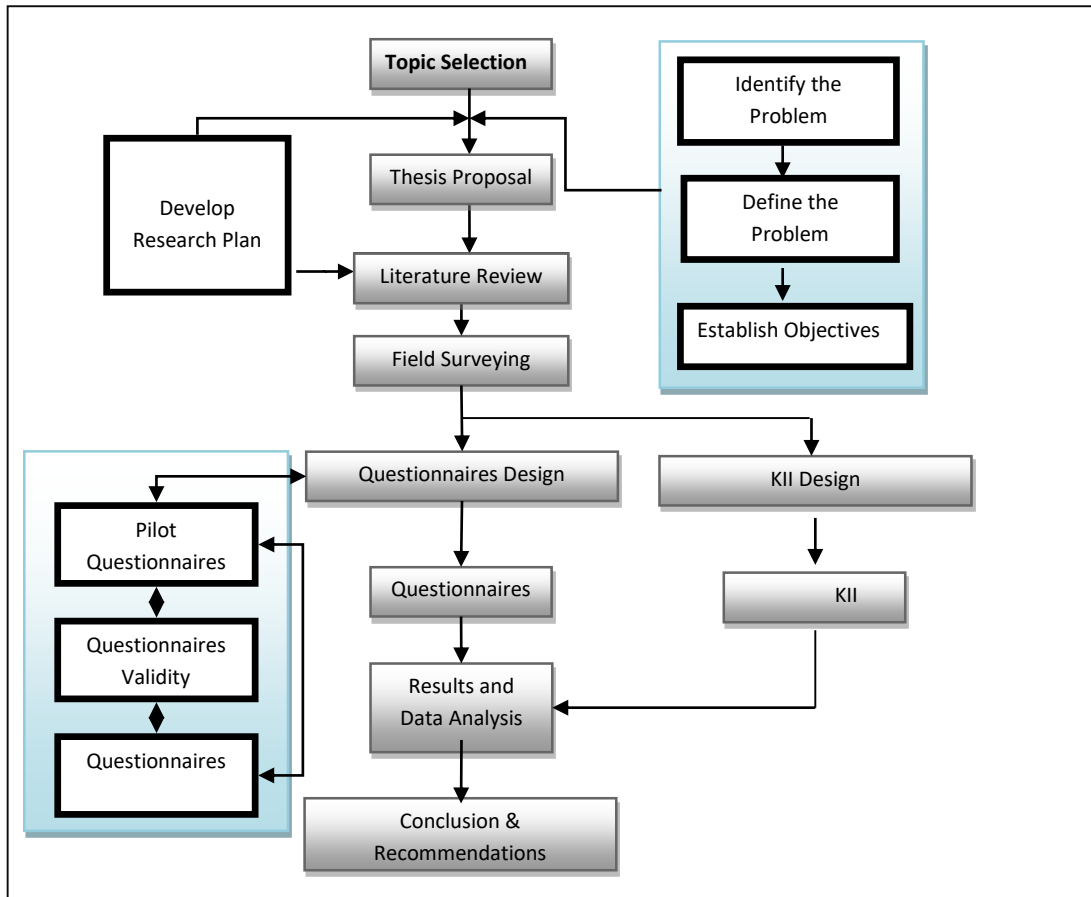 Topic Selection
Identify the
Problem
Thesis Proposal
Develop
Research Plan
Define the
Problem
Literature Review
Establish Objectives
Field Surveying
Questionnaires Design
KII Design
Pilot
Questionnaires
Questionnaires
KII
Questionnaires
Validity
Results and
Data Analysis
Questionnaires
Conclusion &
Recommendations